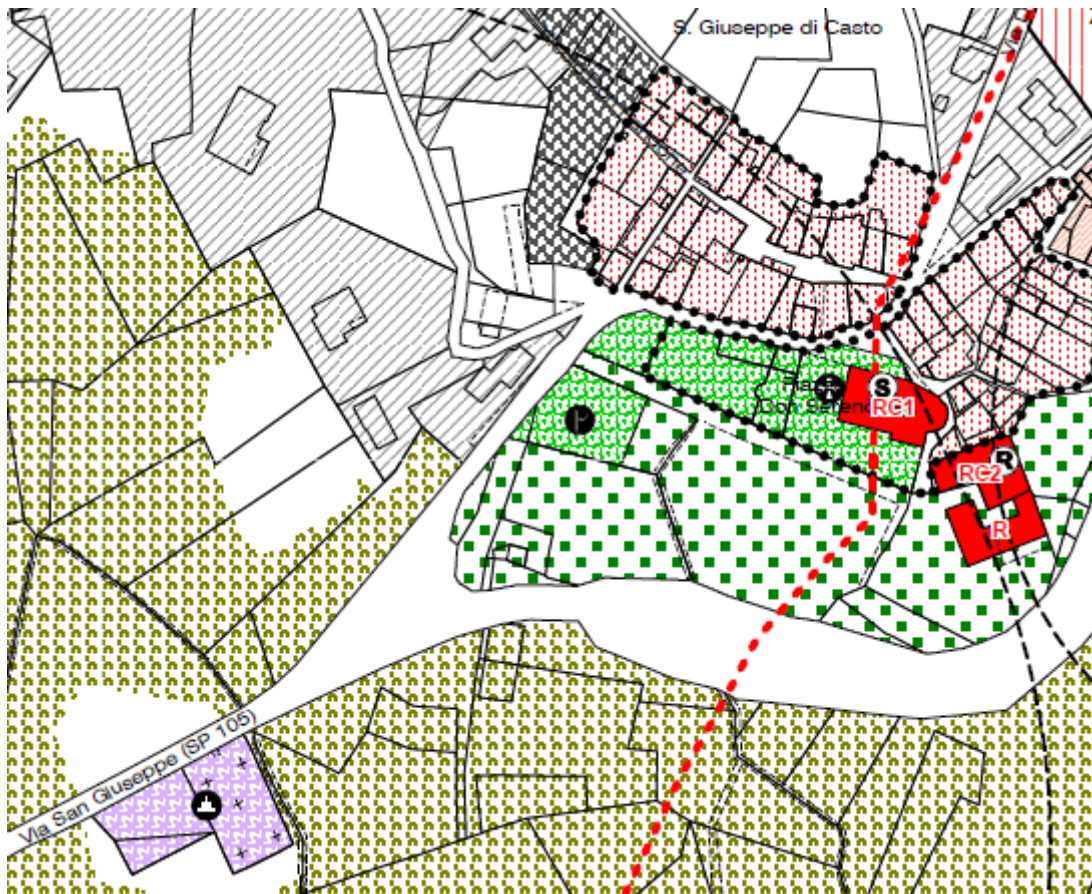 S. Giuseppe di Casto
P
S
RC1
R
RC2
R
Via San Giuseppe (SP 105)